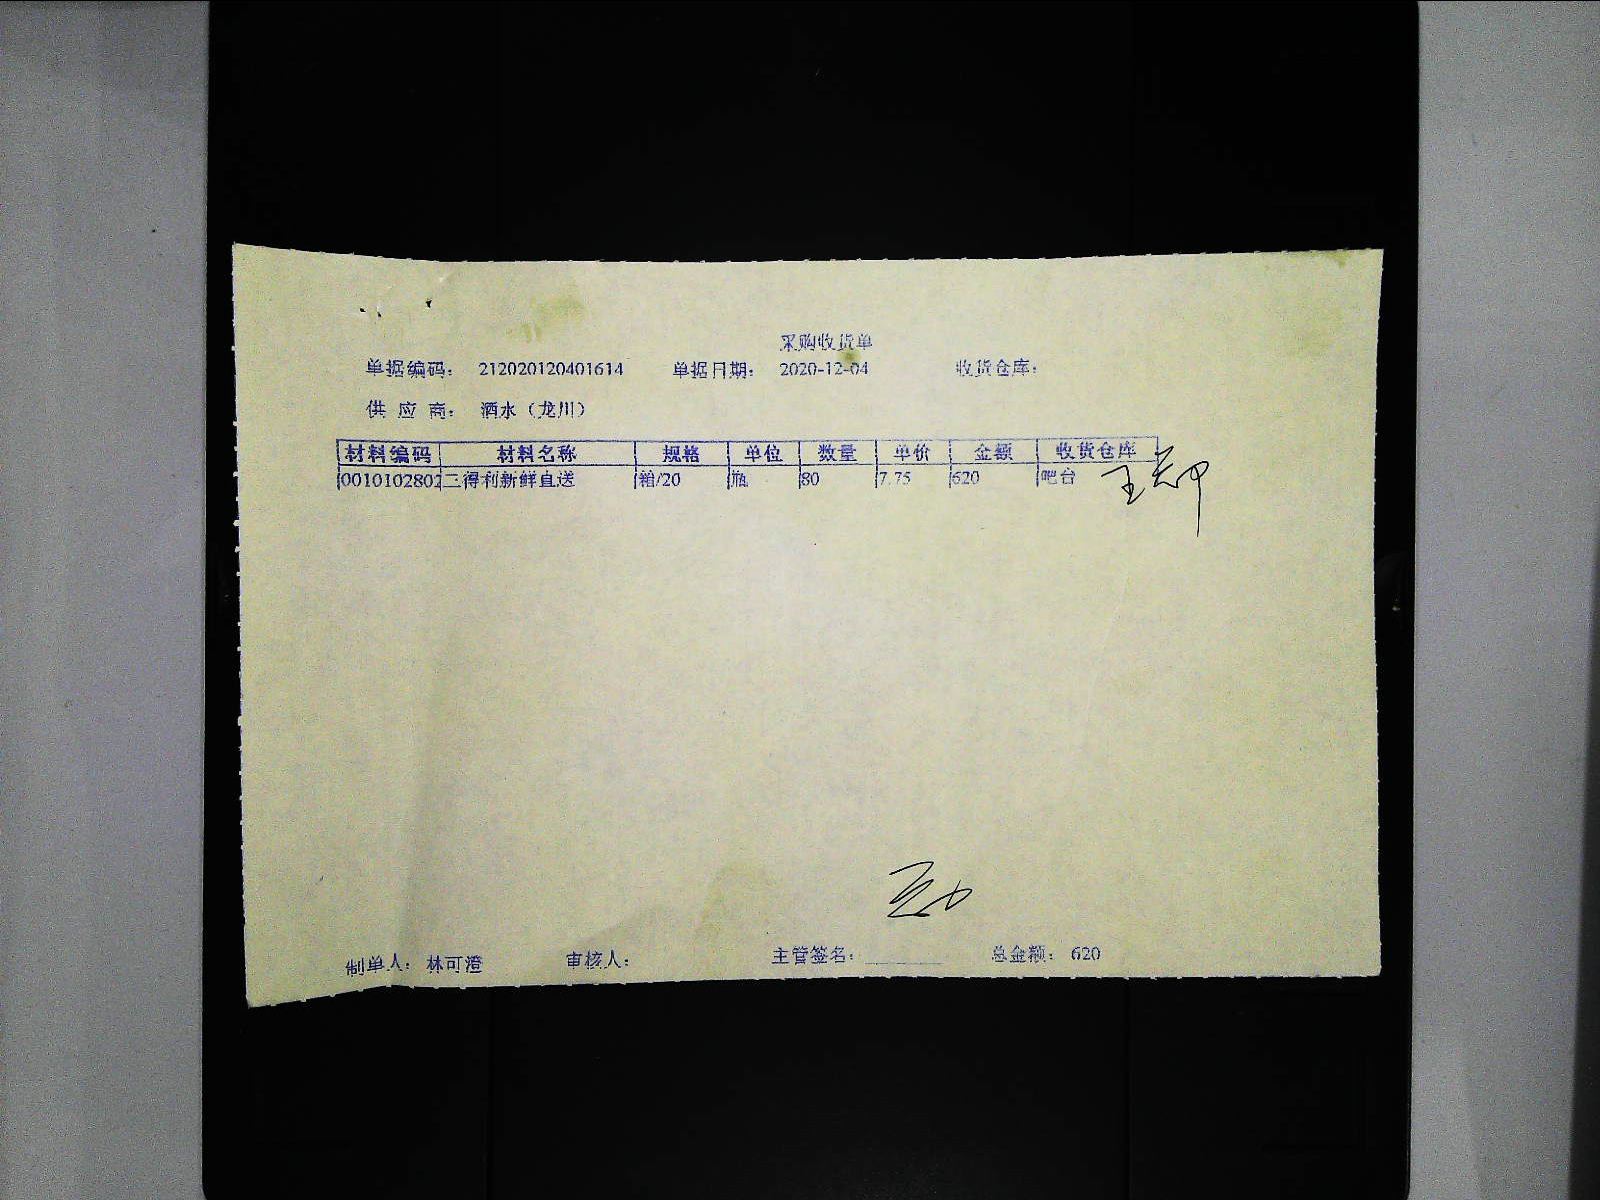 采购收货单
单据编码： 212020120401614 单据日期： 2020-12-04 收货仓库：
供 应 商： 酒水（龙川）
材料编码 材料名称 规格 单位 数量 单价 金额 收货仓库
0010102802 三得利新鲜直送 箱/20 瓶 80 7.75 620 吧台
制单人： 林可澄 审核人： 主管签名： 总金额： 620